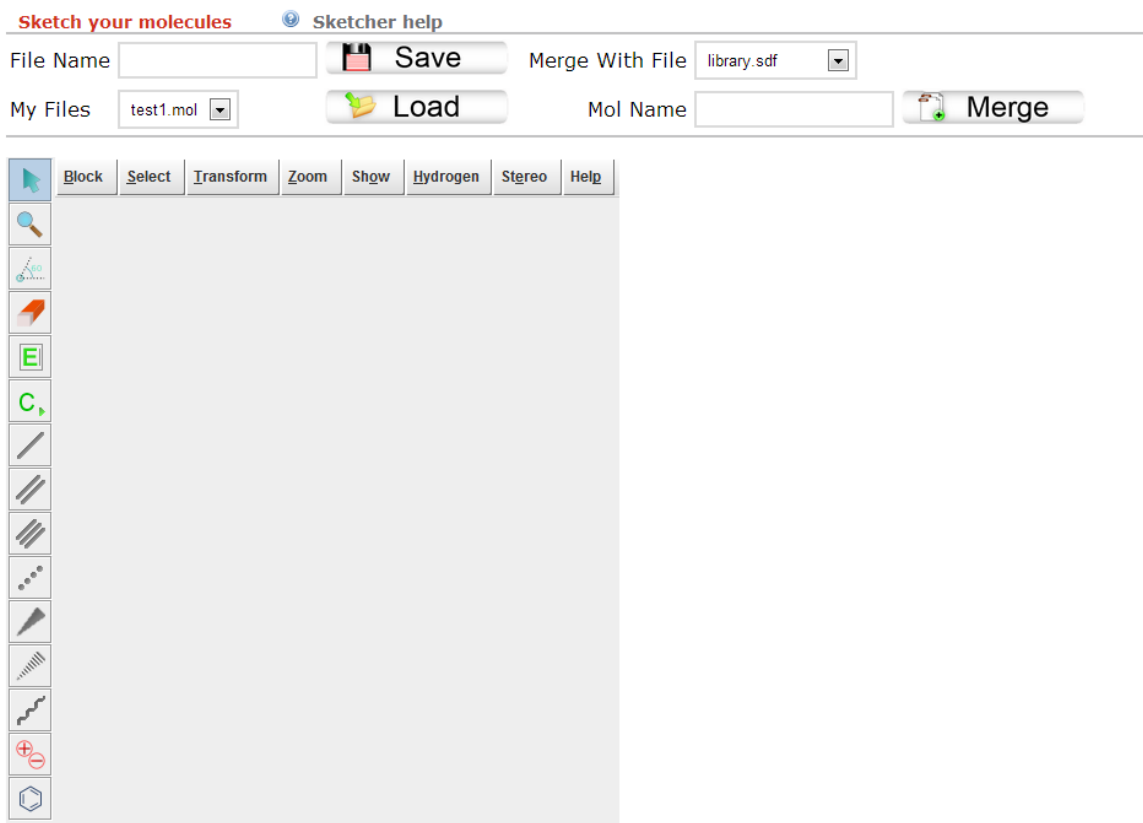 Sketch your molecules Sketcher help
File Name Save Merge With File library.sdf
My Files test1.mol Load Mol Name Merge
Block Select Transform Zoom Show Hydrogen Stereo Help
60
E
C